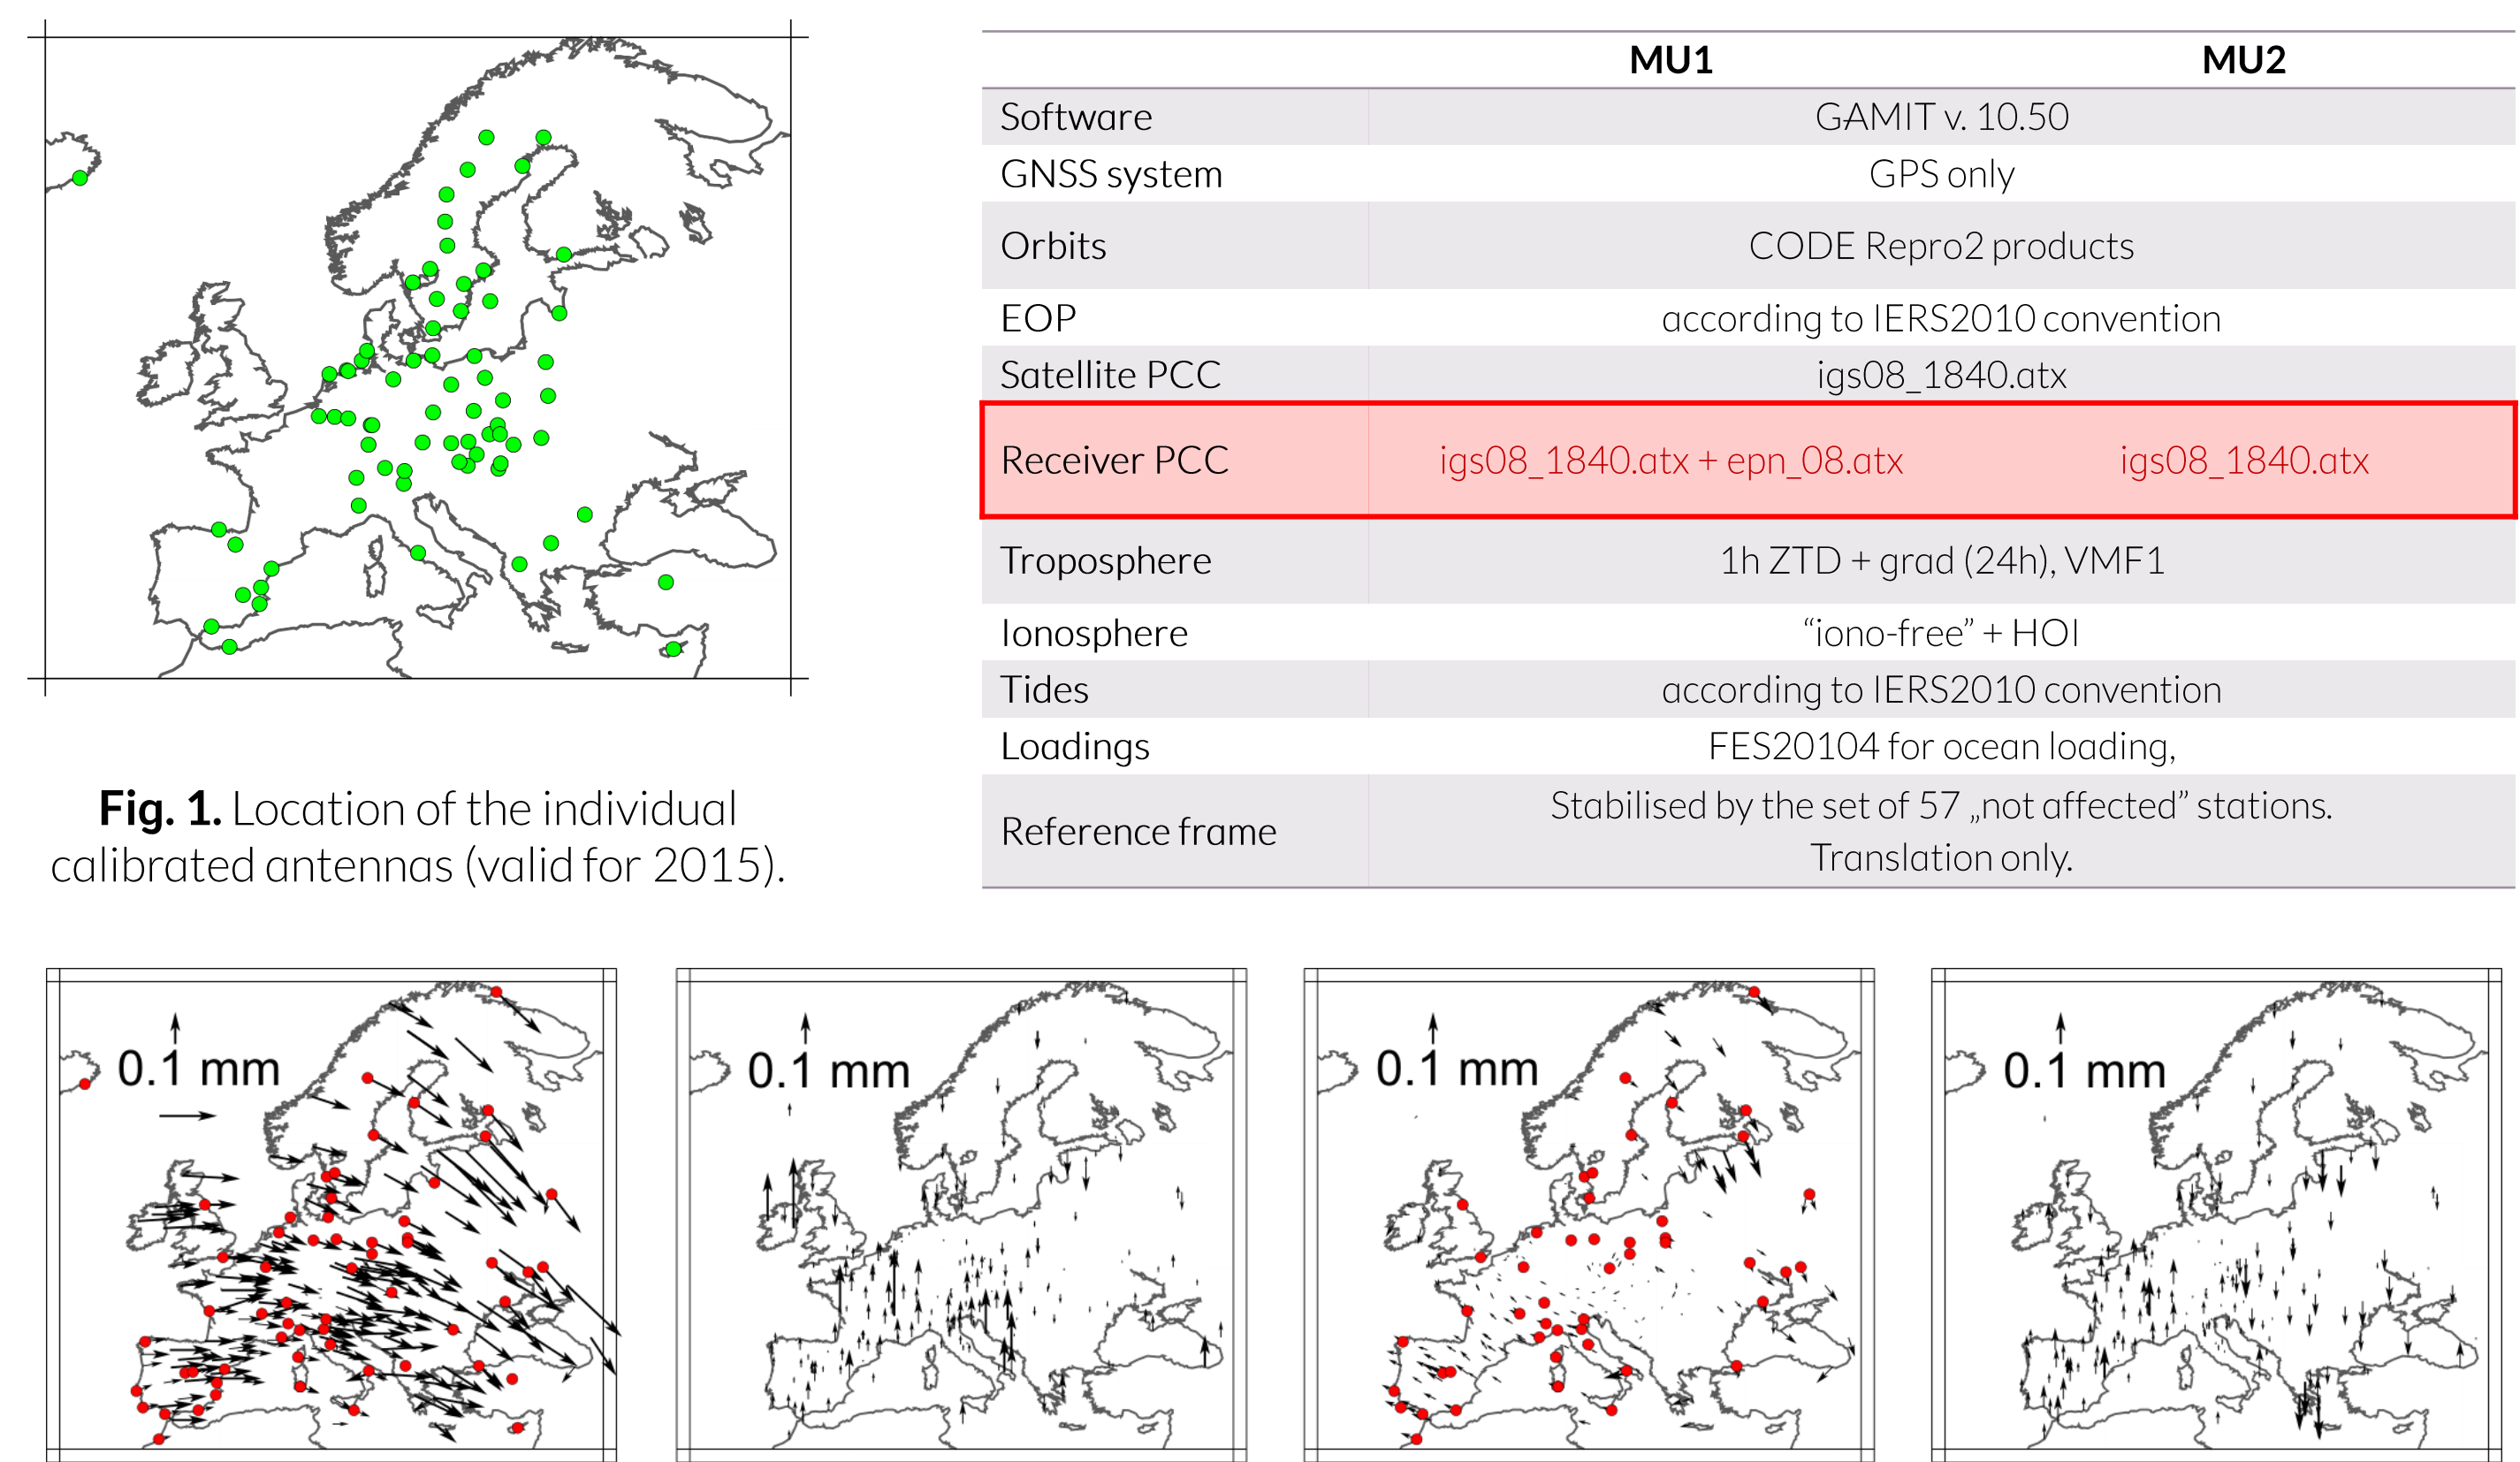 MU1 MU2
Software GAMIT v. 10.50
GNSS system GPS only
Orbits CODE Repro2 products
EOP according to IERS2010 convention
Satellite PCC igs08_1840.atx
Receiver PCC igs08_1840.atx + epn_08.atx igs08_1840.atx
Troposphere 1h ZTD + grad (24h), VMF1
Ionosphere “iono-free” + HOI
Tides according to IERS2010 convention
Loadings FES20104 for ocean loading,
Reference frame Stabilised by the set of 57 „not affected” stations.
Translation only.
Fig. 1. Location of the individual
calibrated antennas (valid for 2015).
0.1 mm
0.1 mm
0.1 mm
0.1 mm